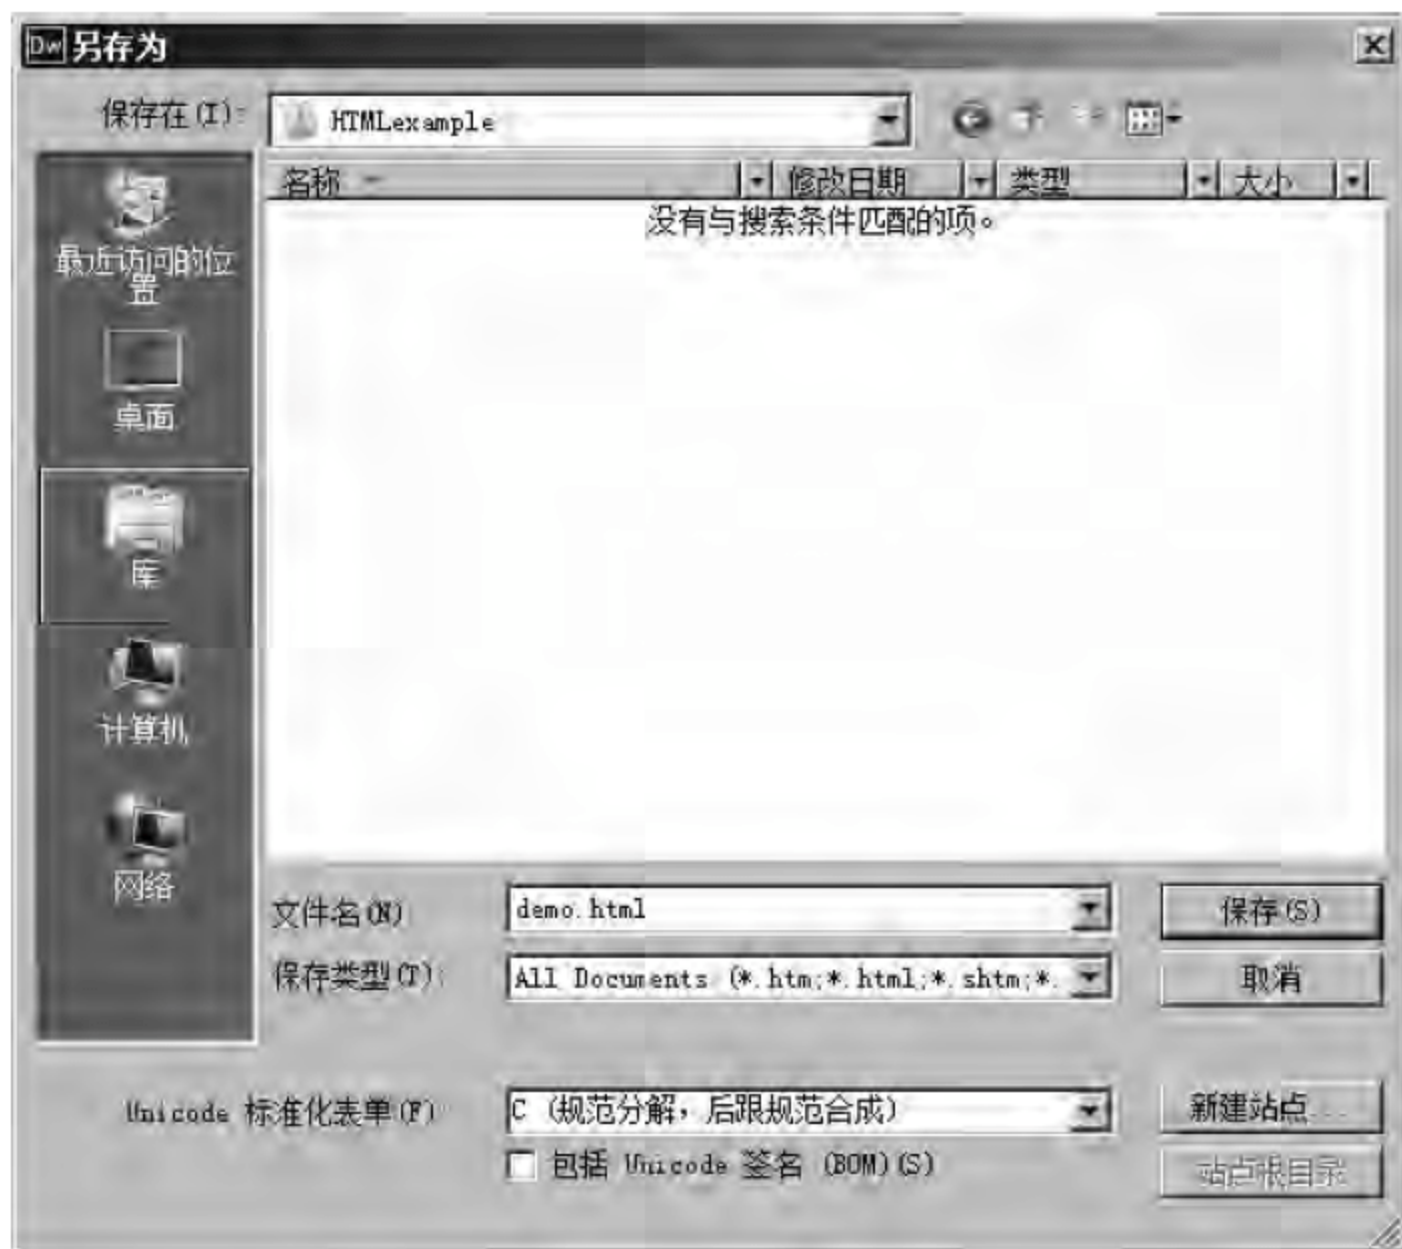 Dw 另存为
保存在(I):
HTMLexample
名称
修改日期
类型
大小
没有与搜索条件匹配的项。
最近访问的位
置
桌面
库
计算机
网络
文件名(N)
demo.html
保存(S)
保存类型(T):
All Documents (*.htm;*.html;*.shtm;*.
取消
Unicode 标准化表单(F)
C (规范分解，后跟规范合成)
新建站点...
包括 Unicode 签名 (BOM)(S)
站点根目录